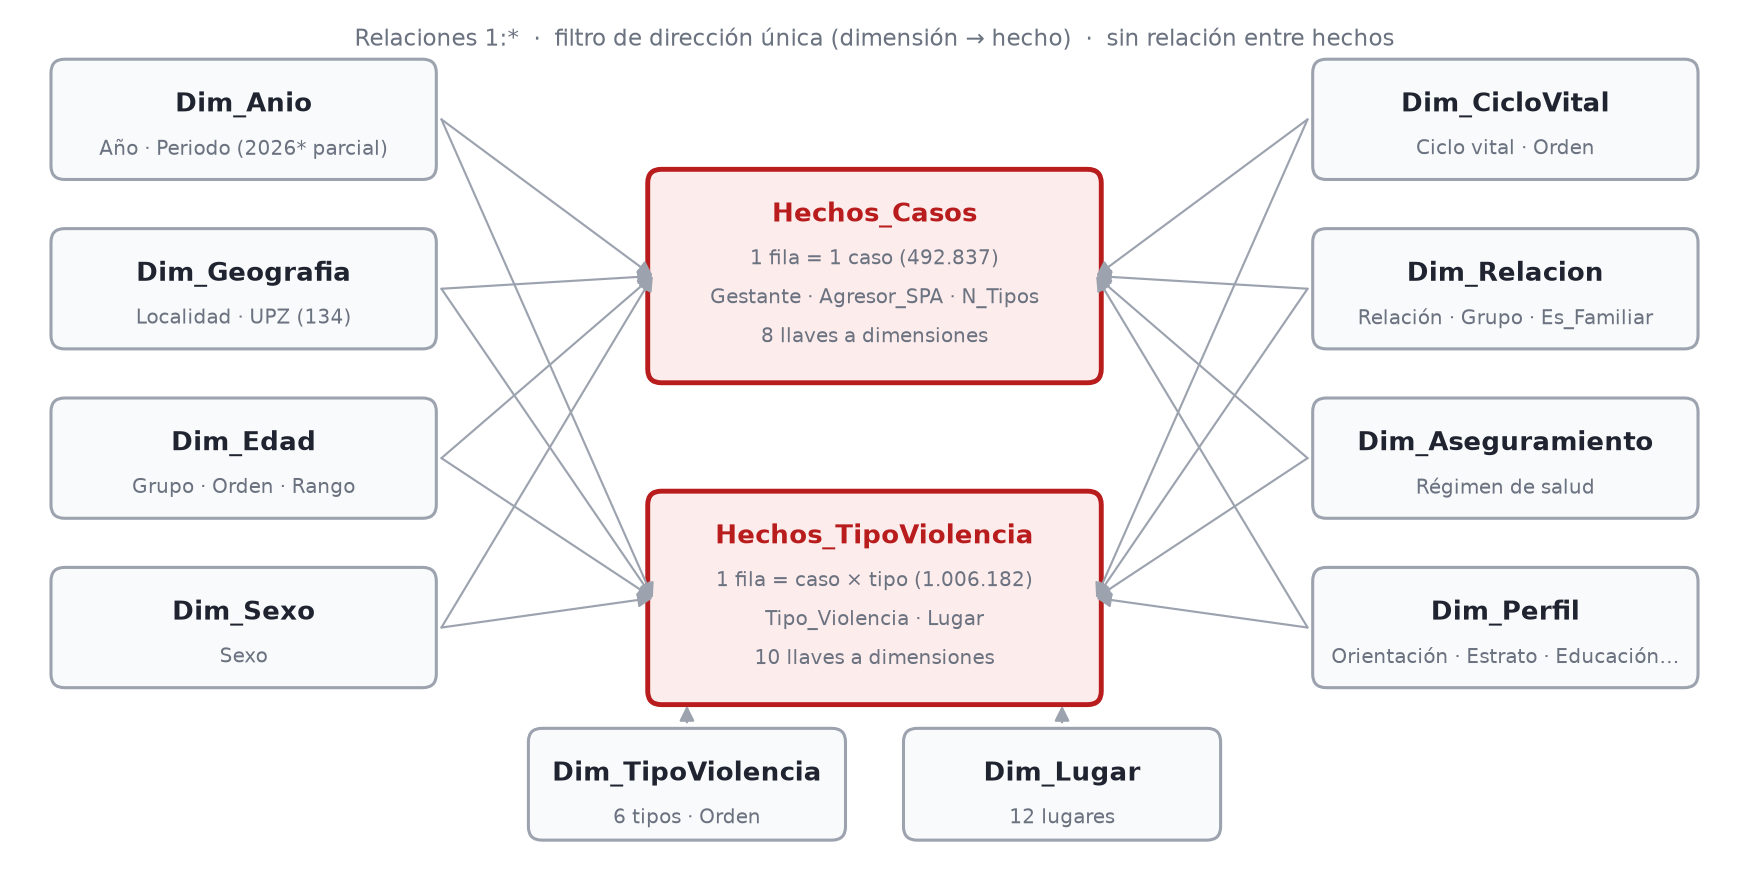 Relaciones 1:* · filtro de dirección única (dimensión → hecho) · sin relación entre hechos
Dim_Anio
Año · Periodo (2026* parcial)
Dim_Geografia
Localidad · UPZ (134)
Dim_Edad
Grupo · Orden · Rango
Dim_Sexo
Sexo
Hechos_Casos
1 fila = 1 caso (492.837)
Gestante · Agresor_SPA · N_Tipos
8 llaves a dimensiones
Hechos_TipoViolencia
1 fila = caso × tipo (1.006.182)
Tipo_Violencia · Lugar
10 llaves a dimensiones
Dim_CicloVital
Ciclo vital · Orden
Dim_Relacion
Relación · Grupo · Es_Familiar
Dim_Aseguramiento
Régimen de salud
Dim_Perfil
Orientación · Estrato · Educación…
Dim_TipoViolencia
6 tipos · Orden
Dim_Lugar
12 lugares